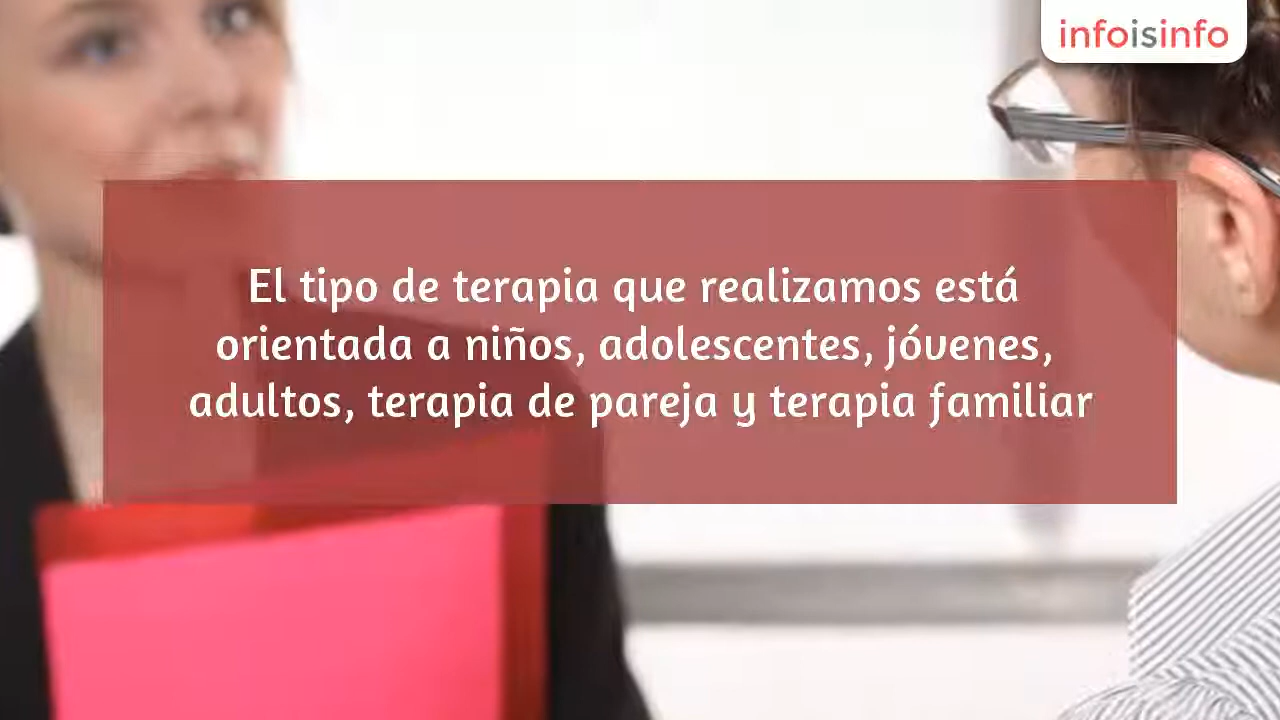 infoisinfo
El tipo de terapia que realizamos está
orientada a niños, adolescentes, jóvenes,
adultos, terapia de pareja y terapia familiar